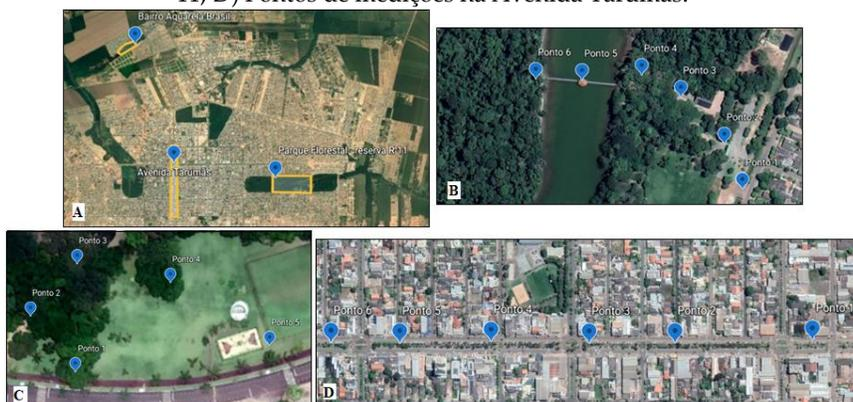 A, D) Pontos de medições na Avenida Tarumãs.
Bairro Aquarela Brasil
Avenida Tarumãs
Parque Florestal - reserva R 11
A
Ponto 6
Ponto 5
Ponto 4
Ponto 3
Ponto 2
Ponto 1
B
Ponto 3
Ponto 4
Ponto 2
Ponto 5
Ponto 1
C
Ponto 6
Ponto 5
Ponto 4
Ponto 3
Ponto 2
Ponto 1
D